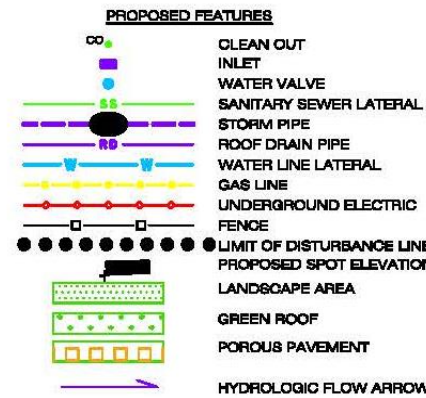 PROPOSED FEATURES
CO CLEAN OUT
INLET
WATER VALVE
SS SANITARY SEWER LATERAL
STORM PIPE
RD ROOF DRAIN PIPE
W W WATER LINE LATERAL
GAS LINE
UNDERGROUND ELECTRIC
FENCE
LIMIT OF DISTURBANCE LINE
PROPOSED SPOT ELEVATION
LANDSCAPE AREA
GREEN ROOF
POROUS PAVEMENT
HYDROLOGIC FLOW ARROW